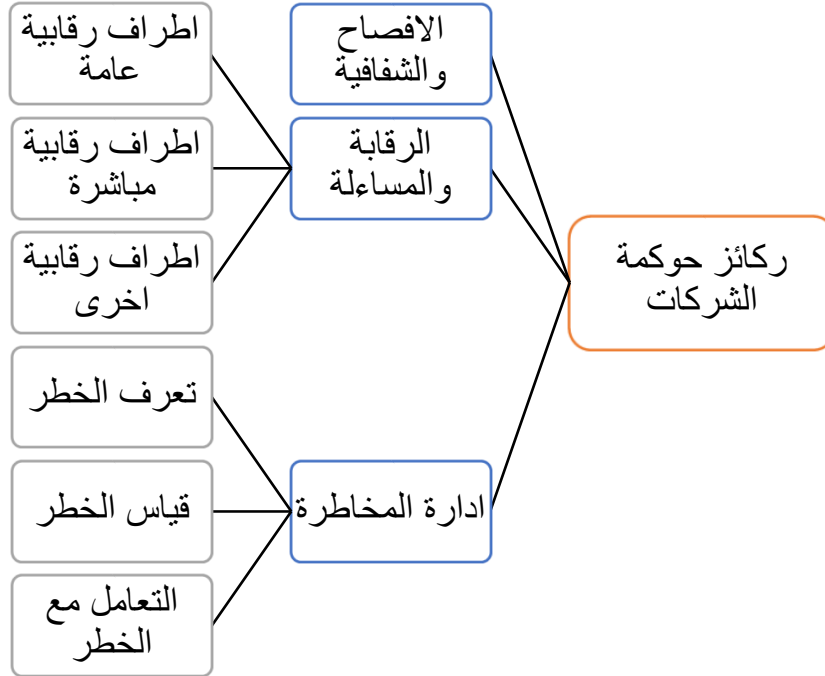 ركائز حوكمة
الشركات
الافصاح
والشفافية
الرقابة
والمساءلة
اطراف رقابية
عامة
اطراف رقابية
مباشرة
اطراف رقابية
اخرى
ادارة المخاطرة
تعرف الخطر
قياس الخطر
التعامل مع
الخطر